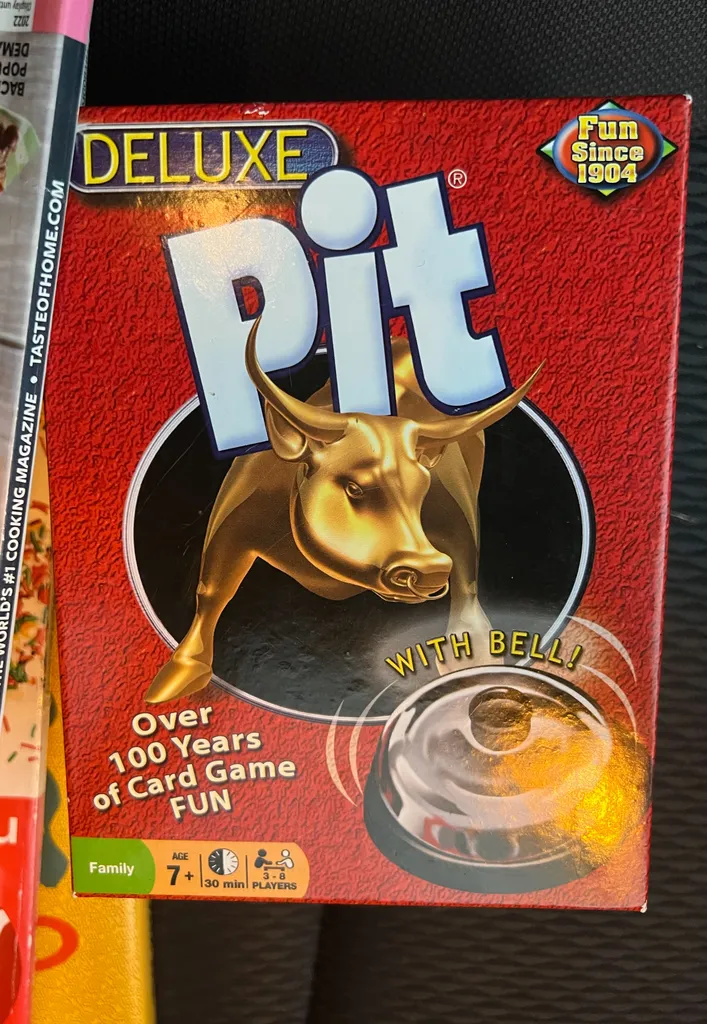 DELUXE
Pit®
Fun
Since
1904
WITH BELL!
Over
100 Years
of Card Game
FUN
Family
AGE
7+
30 min
3 - 8
PLAYERS
WORLD'S #1 COOKING MAGAZINE • TASTEOFHOME.COM
2022